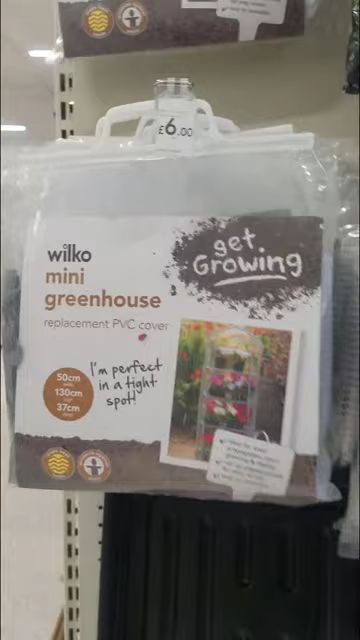 £6.00
wilko
mini
greenhouse
replacement PVC cover
get
Growing
50cm
130cm
37cm
I'm perfect
in a tight
spot!